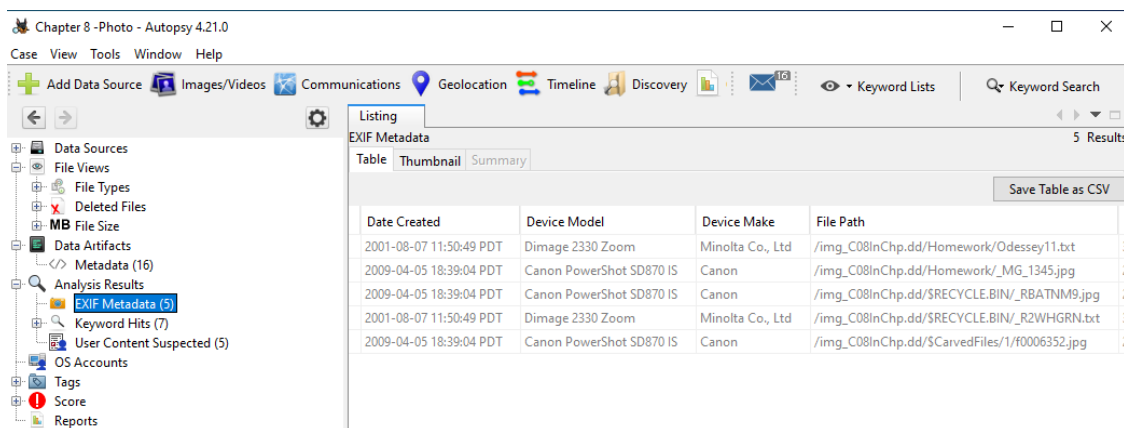 Chapter 8 -Photo - Autopsy 4.21.0
Case View Tools Window Help
Add Data Source Images/Videos Communications Geolocation Timeline Discovery 16 Keyword Lists Keyword Search
Listing
EXIF Metadata 5 Results
Table Thumbnail Summary
Save Table as CSV
Data Sources
File Views
File Types
Deleted Files
MB File Size
Data Artifacts
Metadata (16)
Analysis Results
EXIF Metadata (5)
Keyword Hits (7)
User Content Suspected (5)
OS Accounts
Tags
Score
Reports
Date Created Device Model Device Make File Path
2001-08-07 11:50:49 PDT Dimage 2330 Zoom Minolta Co., Ltd /img_C08InChp.dd/Homework/Odessey11.txt
2009-04-05 18:39:04 PDT Canon PowerShot SD870 IS Canon /img_C08InChp.dd/Homework/_MG_1345.jpg
2009-04-05 18:39:04 PDT Canon PowerShot SD870 IS Canon /img_C08InChp.dd/$RECYCLE.BIN/_RBATNM9.jpg
2001-08-07 11:50:49 PDT Dimage 2330 Zoom Minolta Co., Ltd /img_C08InChp.dd/$RECYCLE.BIN/_R2WHGRN.txt
2009-04-05 18:39:04 PDT Canon PowerShot SD870 IS Canon /img_C08InChp.dd/$CarvedFiles/1/f0006352.jpg